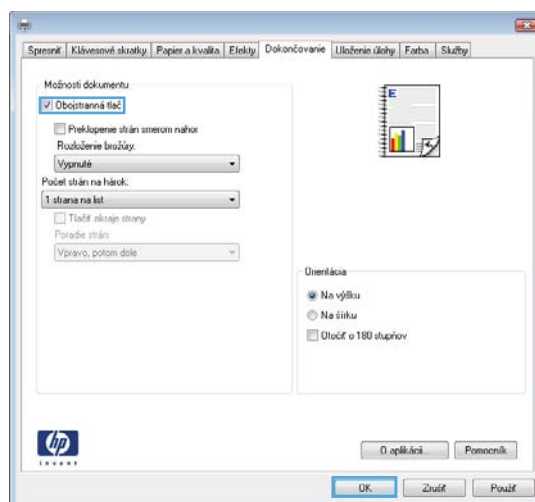 Spresniť Klávesové skratky Papier a kvalita Efekty Dokončovanie Uloženie úlohy Farba Služby
Možnosti dokumentu
Obojstranná tlač
Preklopenie strán smerom nahor
Rozloženie brožúry:
Vypnuté
Počet strán na hárok:
1 strana na list
Tlačiť okraje strany
Poradie strán:
Vpravo, potom dole
E
Orientácia
Na výšku
Na šírku
Otočiť o 180 stupňov
hp
invent
O aplikácii... Pomocník
OK Zrušiť Použiť